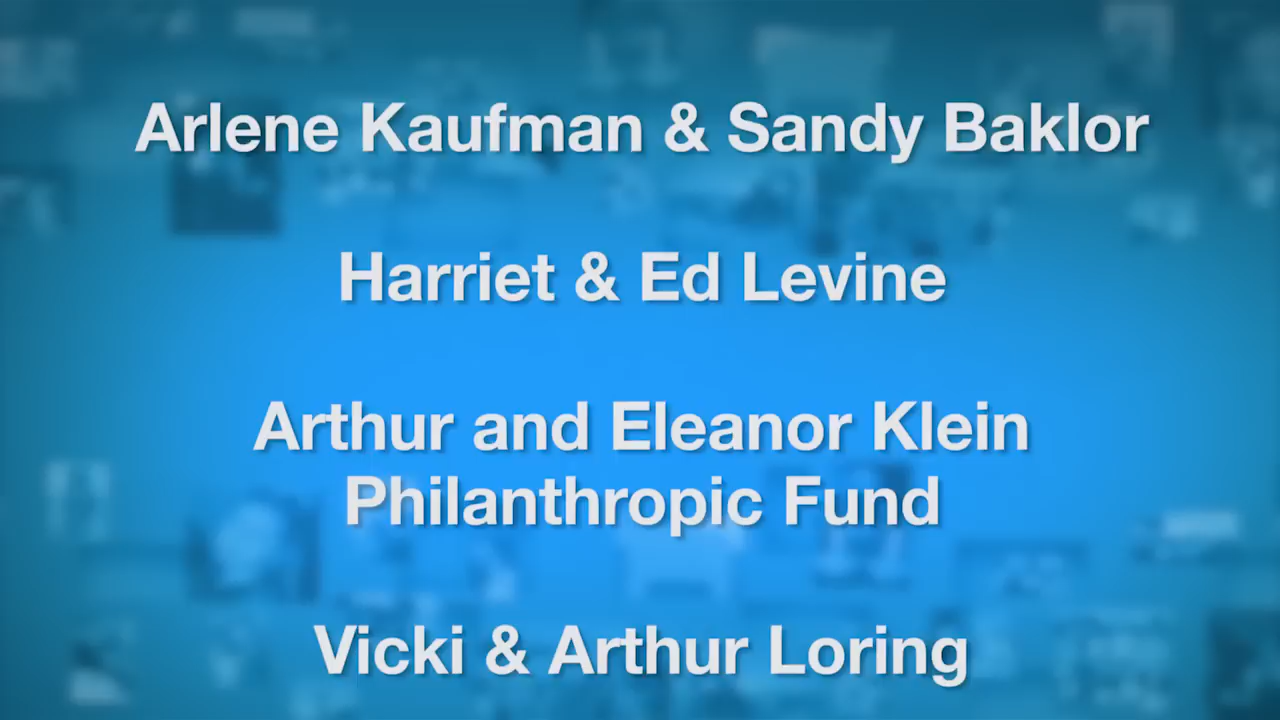 Arlene Kaufman & Sandy Baklor
Harriet & Ed Levine
Arthur and Eleanor Klein
Philanthropic Fund
Vicki & Arthur Loring